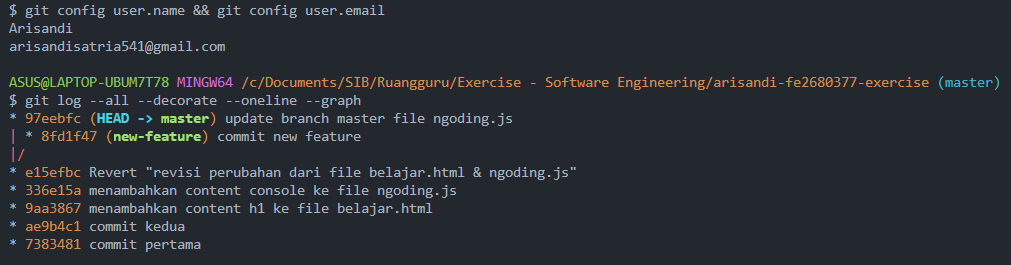 $ git config user.name && git config user.email
Arisandi
arisandisatria541@gmail.com
ASUS@LAPTOP-UBUM7T78 MINGW64 /c/Documents/SIB/Ruangguru/Exercise - Software Engineering/arisandi-fe2680377-exercise (master)
$ git log --all --decorate --oneline --graph
* 97eebfc (HEAD -> master) update branch master file ngoding.js
| * 8fd1f47 (new-feature) commit new feature
|/
* e15efbc Revert "revisi perubahan dari file belajar.html & ngoding.js"
* 336e15a menambahkan content console ke file ngoding.js
* 9aa3867 menambahkan content h1 ke file belajar.html
* ae9b4c1 commit kedua
* 7383481 commit pertama